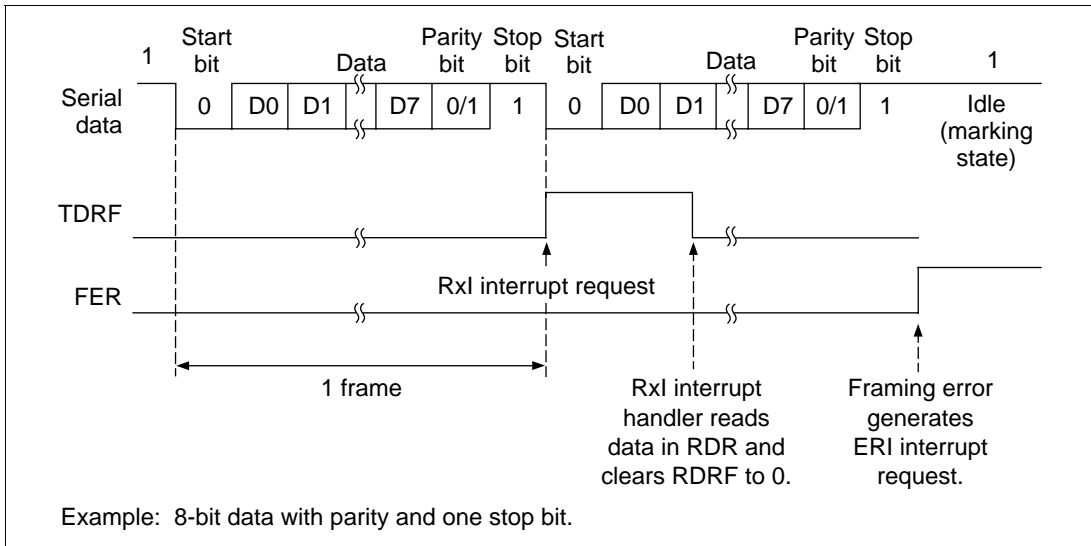 1
Start bit
Data
Parity bit
Stop bit
Start bit
Data
Parity bit
Stop bit
1
Serial data
0
D0
D1
D7
0/1
1
0
D0
D1
D7
0/1
1
Idle (marking state)
TDRF
RxI interrupt request
FER
1 frame
RxI interrupt
handler reads
data in RDR and
clears RDRF to 0.
Framing error
generates
ERI interrupt
request.
Example: 8-bit data with parity and one stop bit.